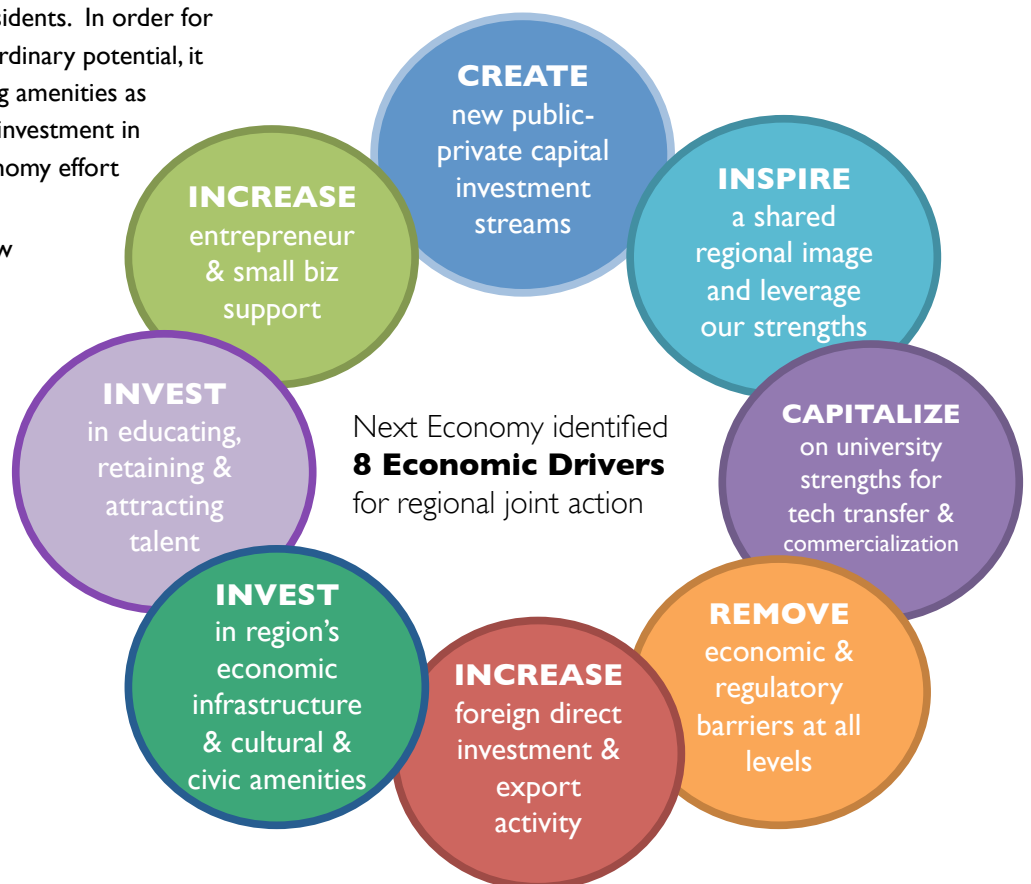 sidents. In order for
rdinary potential, it
g amenities as
investment in
nomy effort
w
CREATE
new public-
private capital
investment
streams
INSPIRE
a shared
regional image
and leverage
our strengths
CAPITALIZE
on university
strengths for
tech transfer &
commercialization
REMOVE
economic &
regulatory
barriers at all
levels
INCREASE
foreign direct
investment &
export
activity
INVEST
in region's
economic
infrastructure
& cultural &
civic amenities
INVEST
in educating,
retaining &
attracting
talent
INCREASE
entrepreneur
& small biz
support
Next Economy identified
8 Economic Drivers
for regional joint action